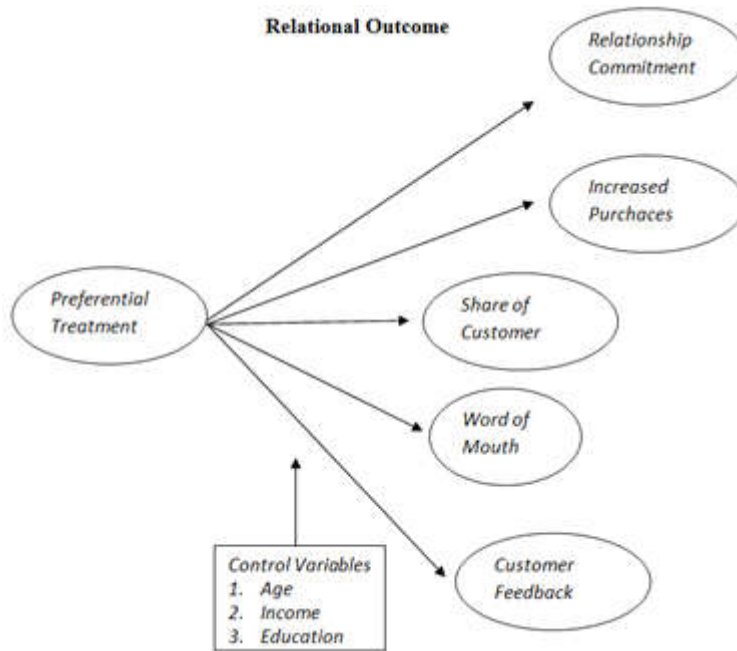 Relational Outcome
Relationship
Commitment
Increased
Purchaces
Preferential
Treatment
Share of
Customer
Word of
Mouth
Control Variables
1. Age
2. Income
3. Education
Customer
Feedback